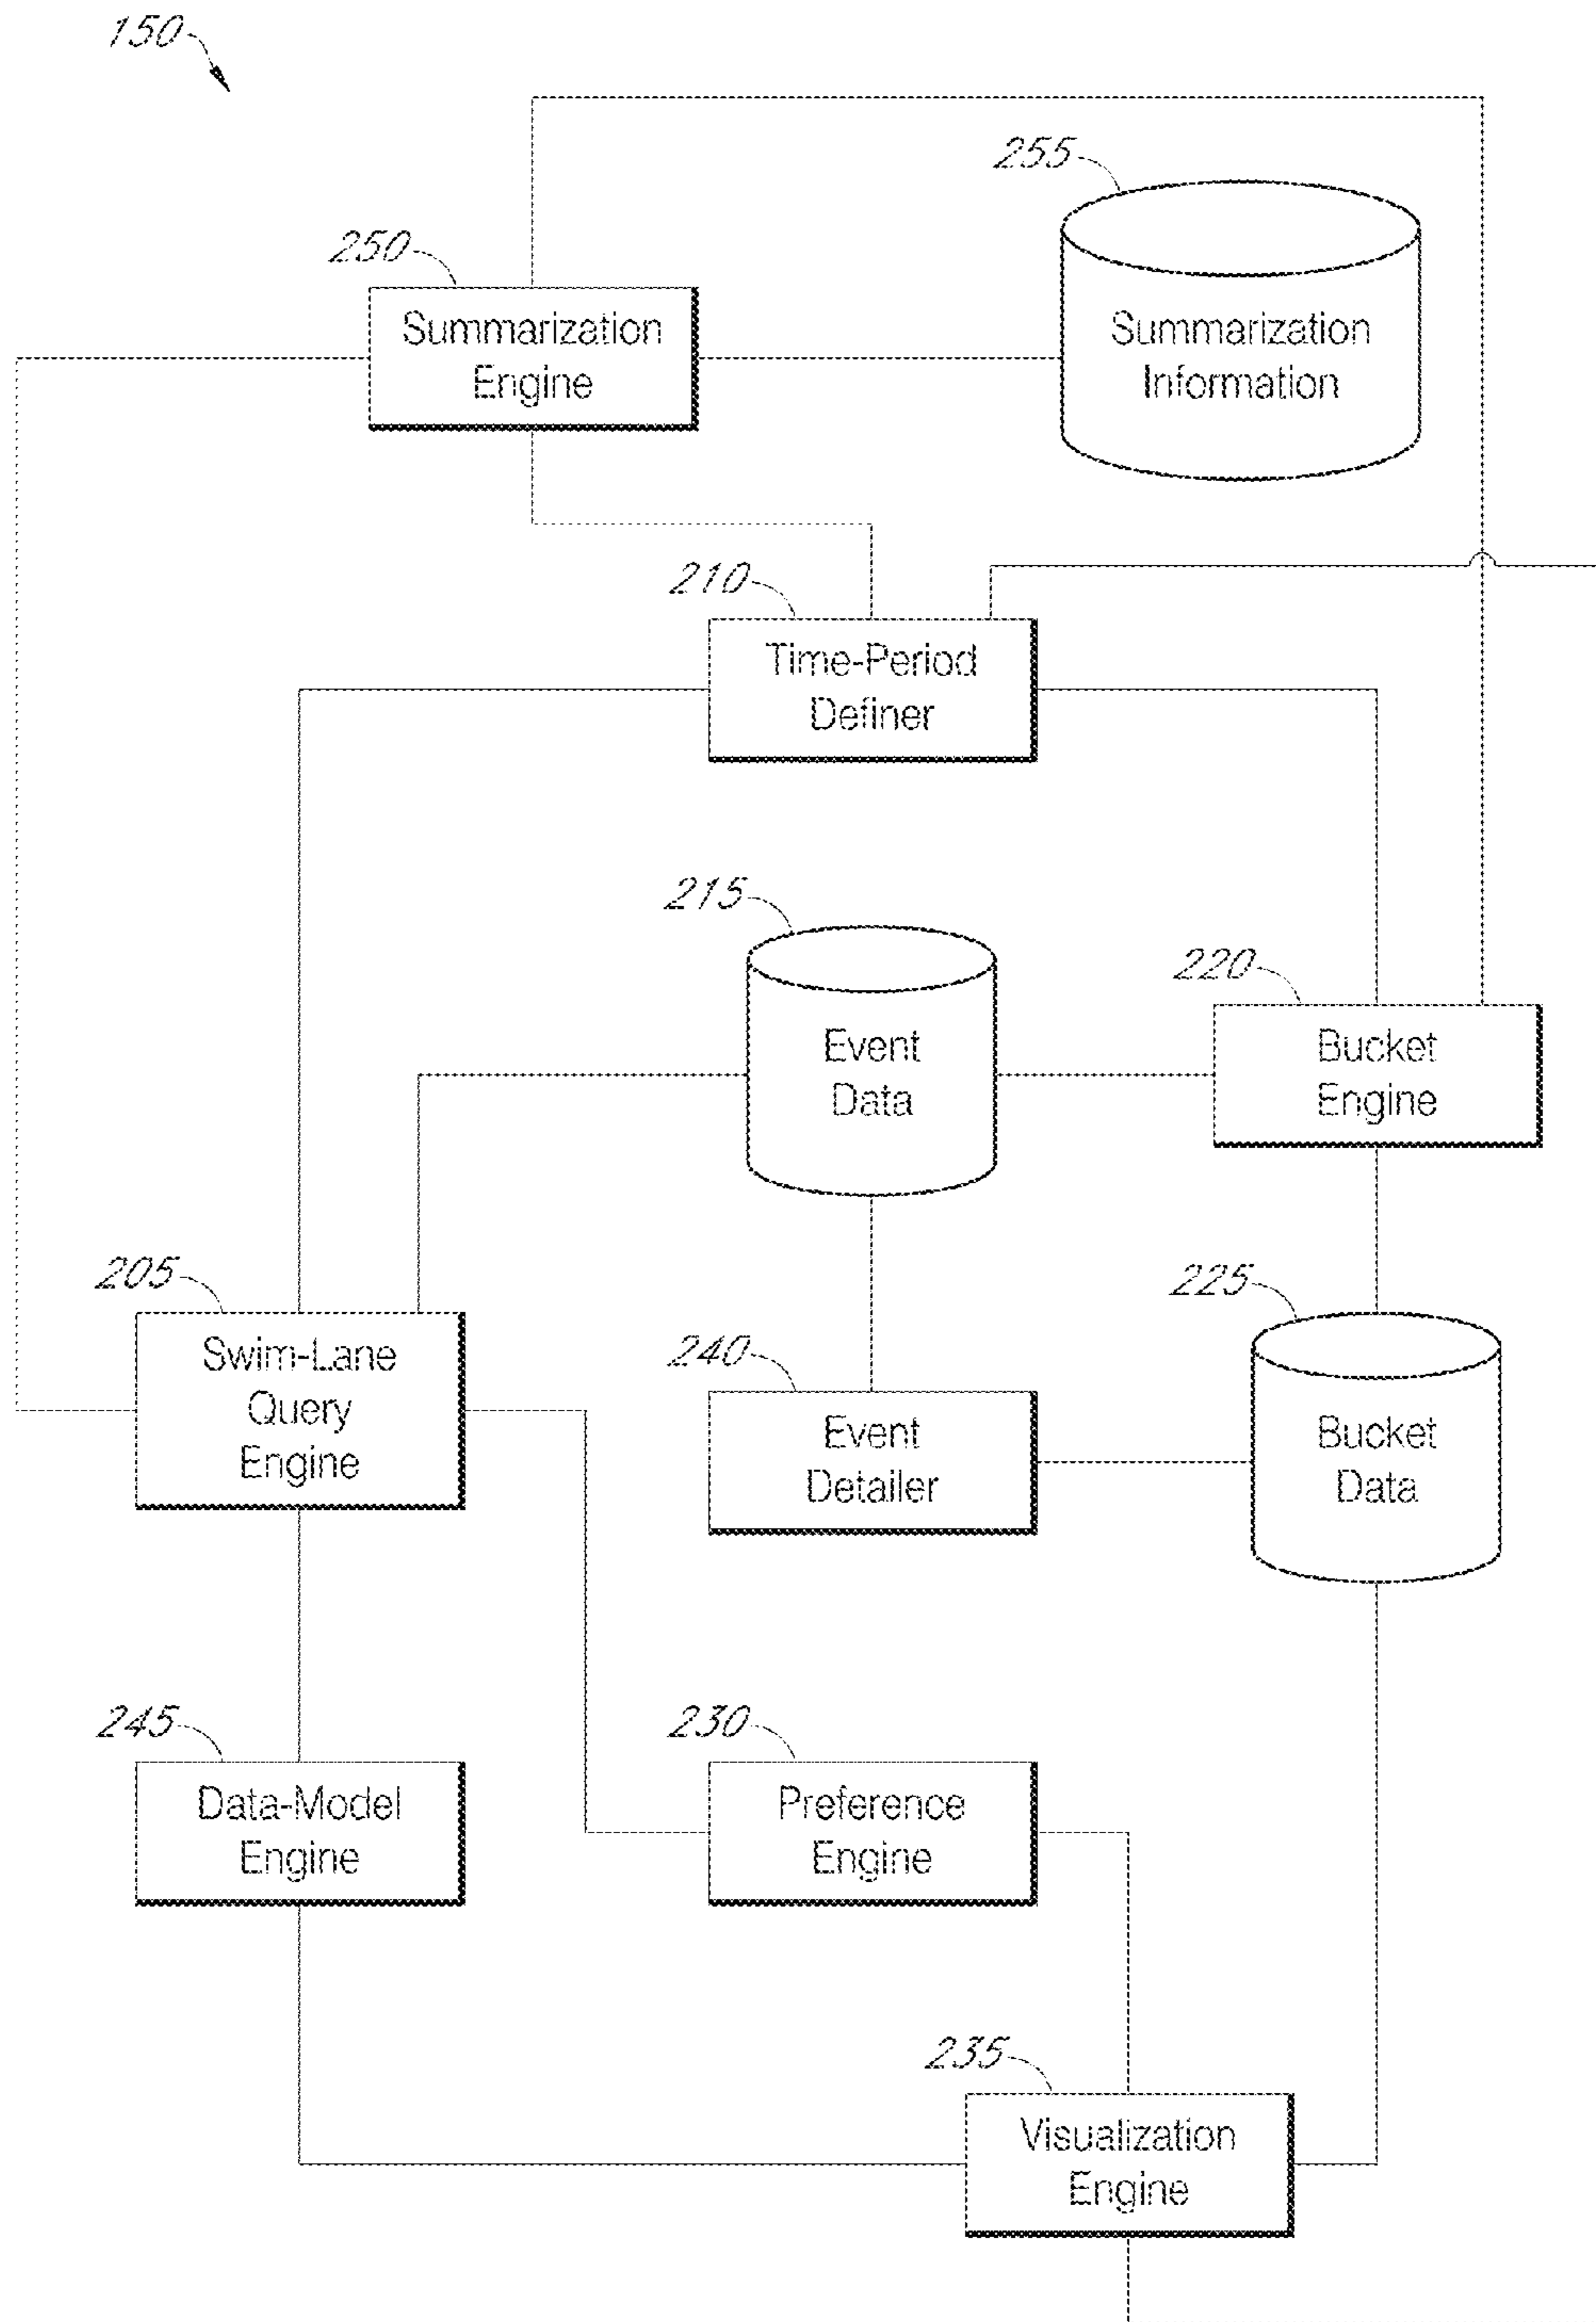 150
255
250
Summarization
Engine
Summarization
Information
210
Time-Period
Definer
215
220
Event
Data
Bucket
Engine
205
225
Swim-Lane
Query
Engine
240
Event
Detailer
Bucket
Data
245
230
Data-Model
Engine
Preference
Engine
235
Visualization
Engine